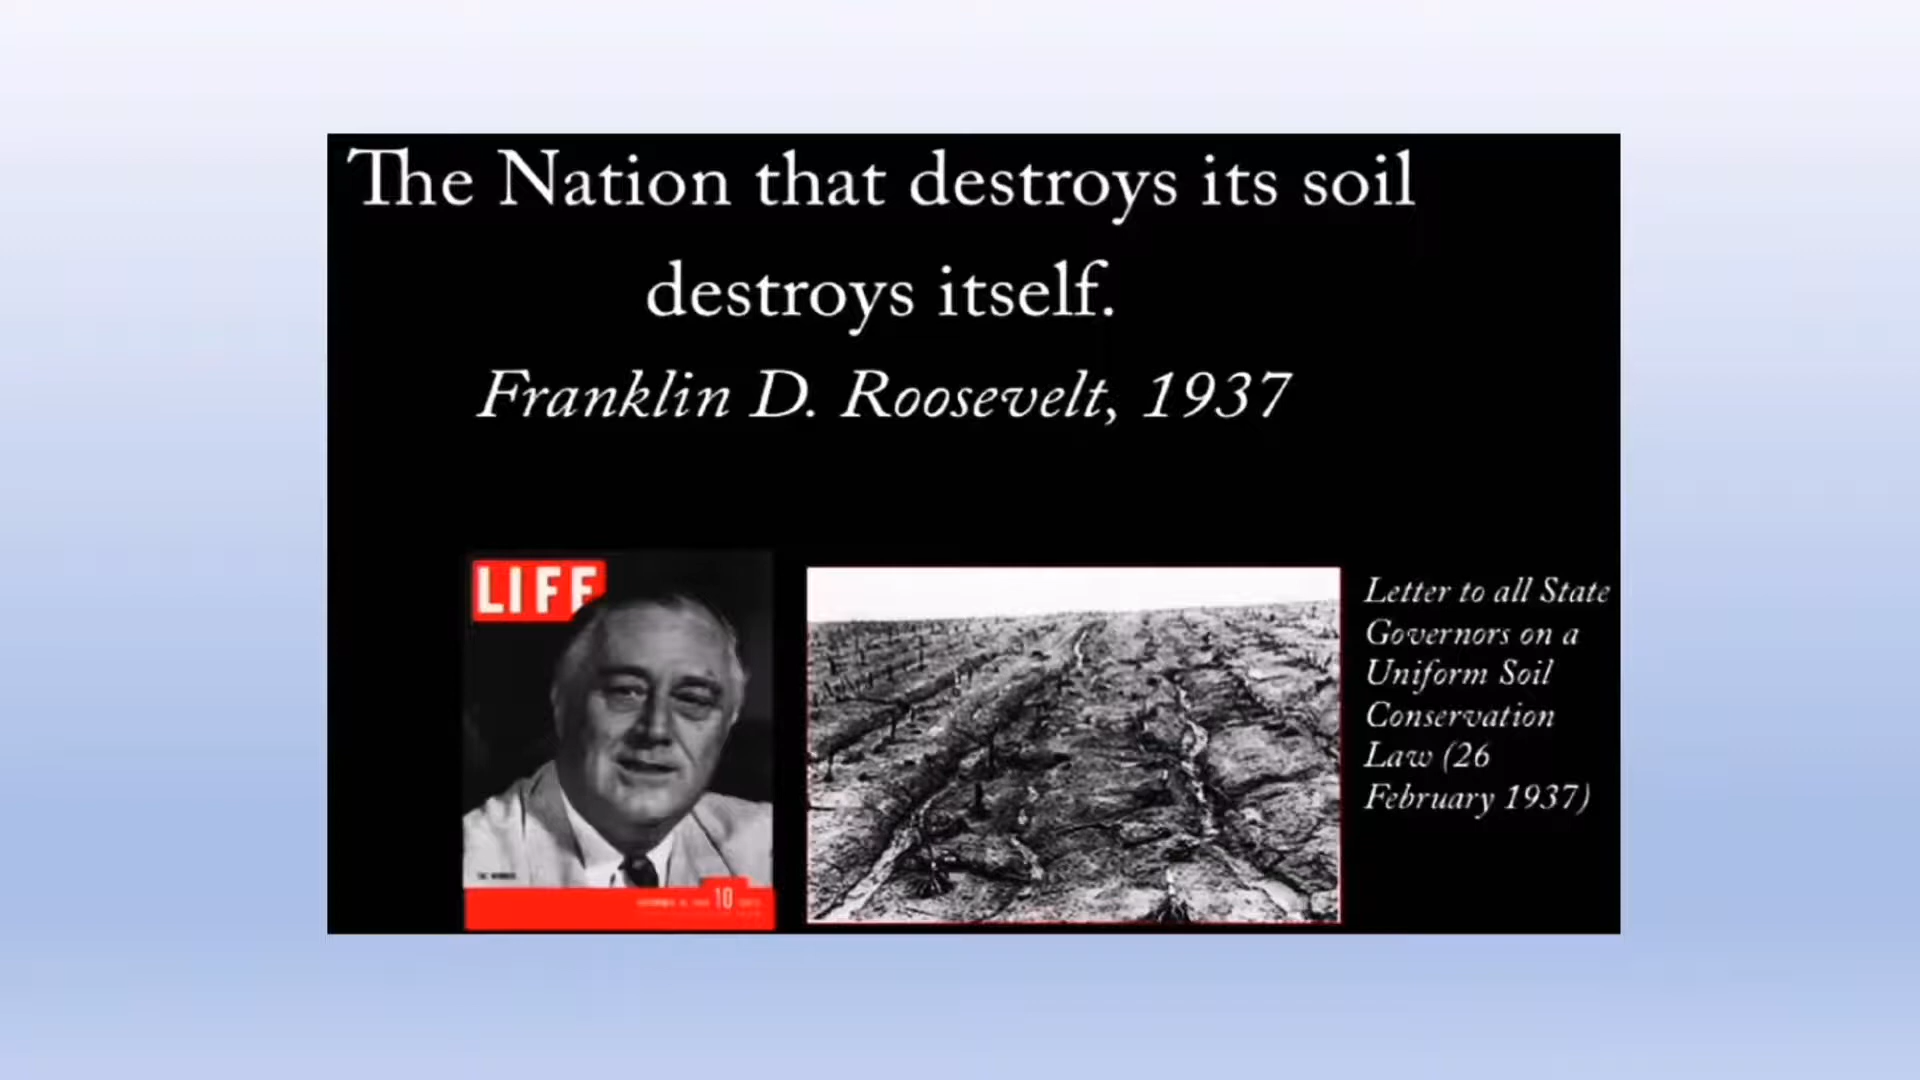 The Nation that destroys its soil
destroys itself.
Franklin D. Roosevelt, 1937
LIFE
10
Letter to all State
Governors on a
Uniform Soil
Conservation
Law (26
February 1937)